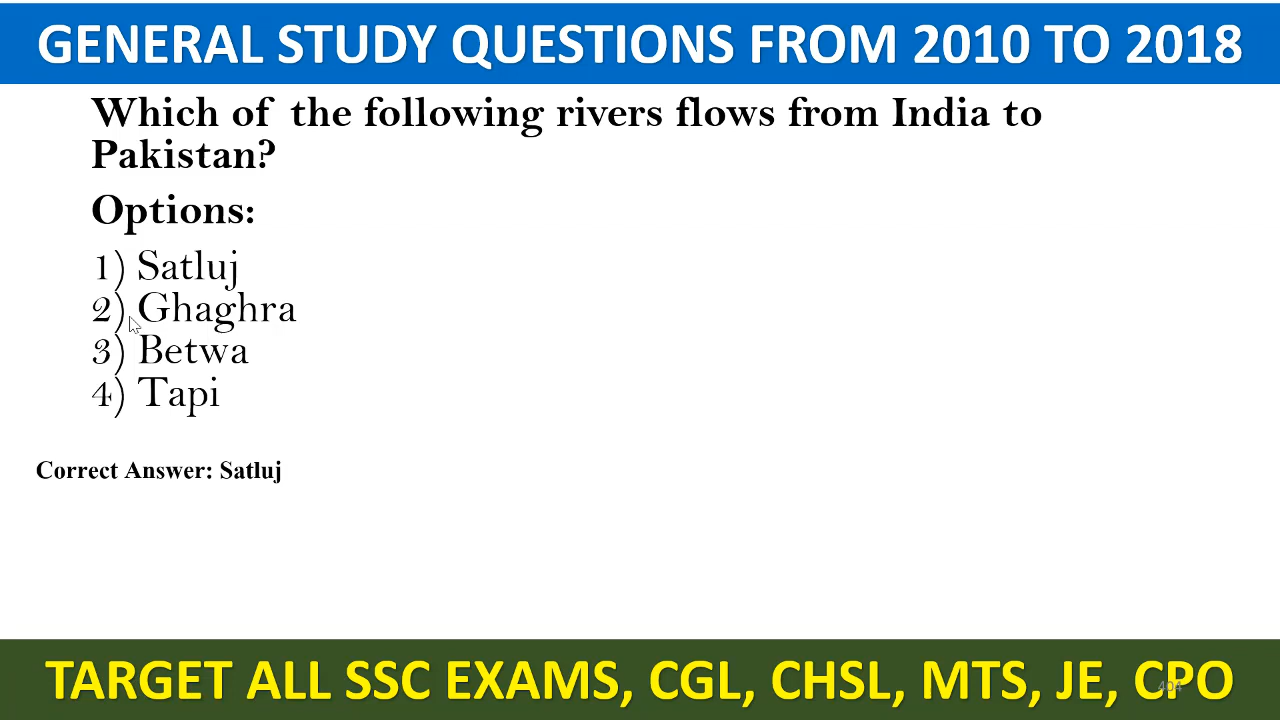 GENERAL STUDY QUESTIONS FROM 2010 TO 2018
Which of the following rivers flows from India to
Pakistan?
Options:
1) Satluj
2) Ghaghra
3) Betwa
4) Tapi
Correct Answer: Satluj
TARGET ALL SSC EXAMS, CGL, CHSL, MTS, JE, CPO
404